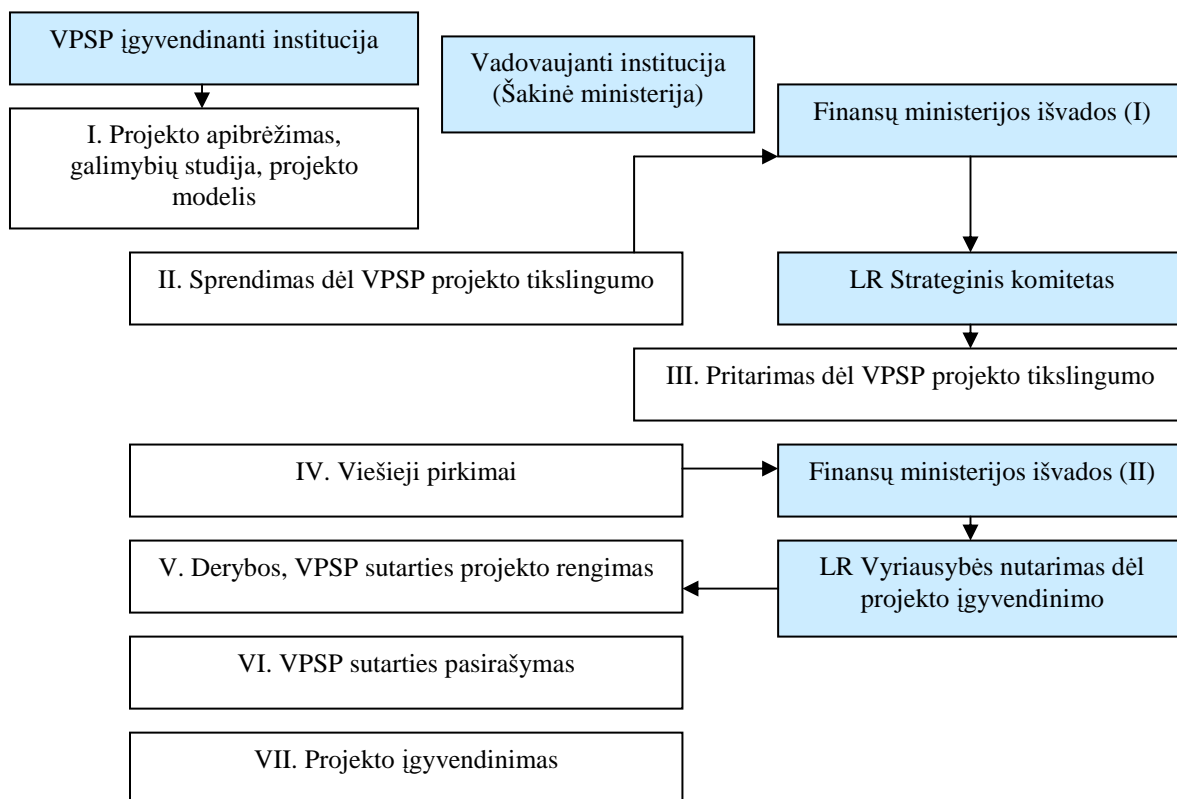 VPSP įgyvendinanti institucija
Vadovaujanti institucija
(Šakinė ministerija)
Finansų ministerijos išvados (I)
I. Projekto apibrėžimas,
galimybių studija, projekto
modelis
II. Sprendimas dėl VPSP projekto tikslingumo
LR Strateginis komitetas
III. Pritarimas dėl VPSP projekto tikslingumo
IV. Viešieji pirkimai
Finansų ministerijos išvados (II)
V. Derybos, VPSP sutarties projekto rengimas
LR Vyriausybės nutarimas dėl
projekto įgyvendinimo
VI. VPSP sutarties pasirašymas
VII. Projekto įgyvendinimas